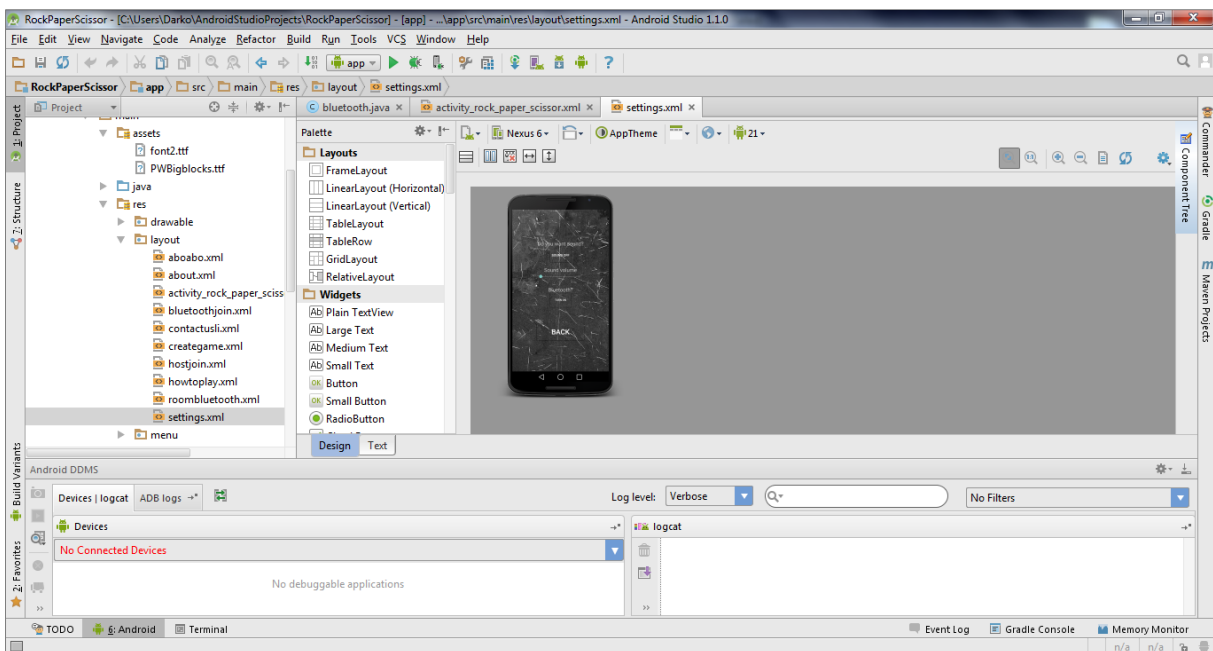 RockPaperScissor - [C:\Users\Darko\AndroidStudioProjects\RockPaperScissor] - [app] - ...\app\src\main\res\layout\settings.xml - Android Studio 1.1.0
File Edit View Navigate Code Analyze Refactor Build Run Tools VCS Window Help
app
RockPaperScissor app src main res layout settings.xml
1: Project
7: Structure
Build Variants
2: Favorites
Project
assets
font2.ttf
PWBigblocks.ttf
java
res
drawable
layout
aboabo.xml
about.xml
activity_rock_paper_sciss
bluetoothjoin.xml
contactusli.xml
creategame.xml
hostjoin.xml
howtoplay.xml
roombluetooth.xml
settings.xml
menu
bluetooth.java activity_rock_paper_scissor.xml settings.xml
Palette
Layouts
FrameLayout
LinearLayout (Horizontal)
LinearLayout (Vertical)
TableLayout
TableRow
GridLayout
RelativeLayout
Widgets
Plain TextView
Large Text
Medium Text
Small Text
Button
Small Button
RadioButton
Design Text
Nexus 6 AppTheme 21
Sound volume
Bluetooth?
BACK
Component Tree
Commander
Gradle
Maven Projects
Android DDMS
Devices | logcat ADB logs
Log level: Verbose No Filters
Devices
No Connected Devices
No debuggable applications
logcat
TODO 6: Android Terminal
Event Log Gradle Console Memory Monitor
n/a n/a